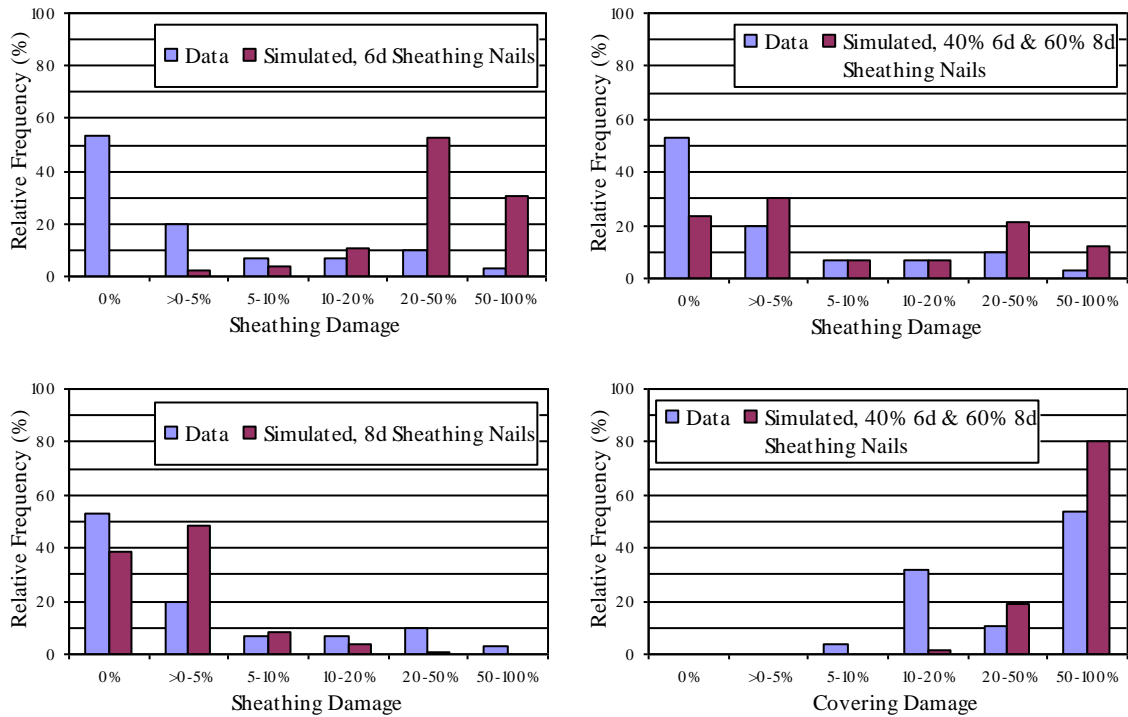 100
80
60
40
20
0
Relative Frequency (%)
Data Simulated, 6d Sheathing Nails
0% >0-5% 5-10% 10-20% 20-50% 50-100%
Sheathing Damage
100
80
60
40
20
0
Relative Frequency (%)
Data Simulated, 40% 6d & 60% 8d
Sheathing Nails
0% >0-5% 5-10% 10-20% 20-50% 50-100%
Sheathing Damage
100
80
60
40
20
0
Relative Frequency (%)
Data Simulated, 8d Sheathing Nails
0% >0-5% 5-10% 10-20% 20-50% 50-100%
Sheathing Damage
100
80
60
40
20
0
Relative Frequency (%)
Data Simulated, 40% 6d & 60% 8d
Sheathing Nails
0% >0-5% 5-10% 10-20% 20-50% 50-100%
Covering Damage